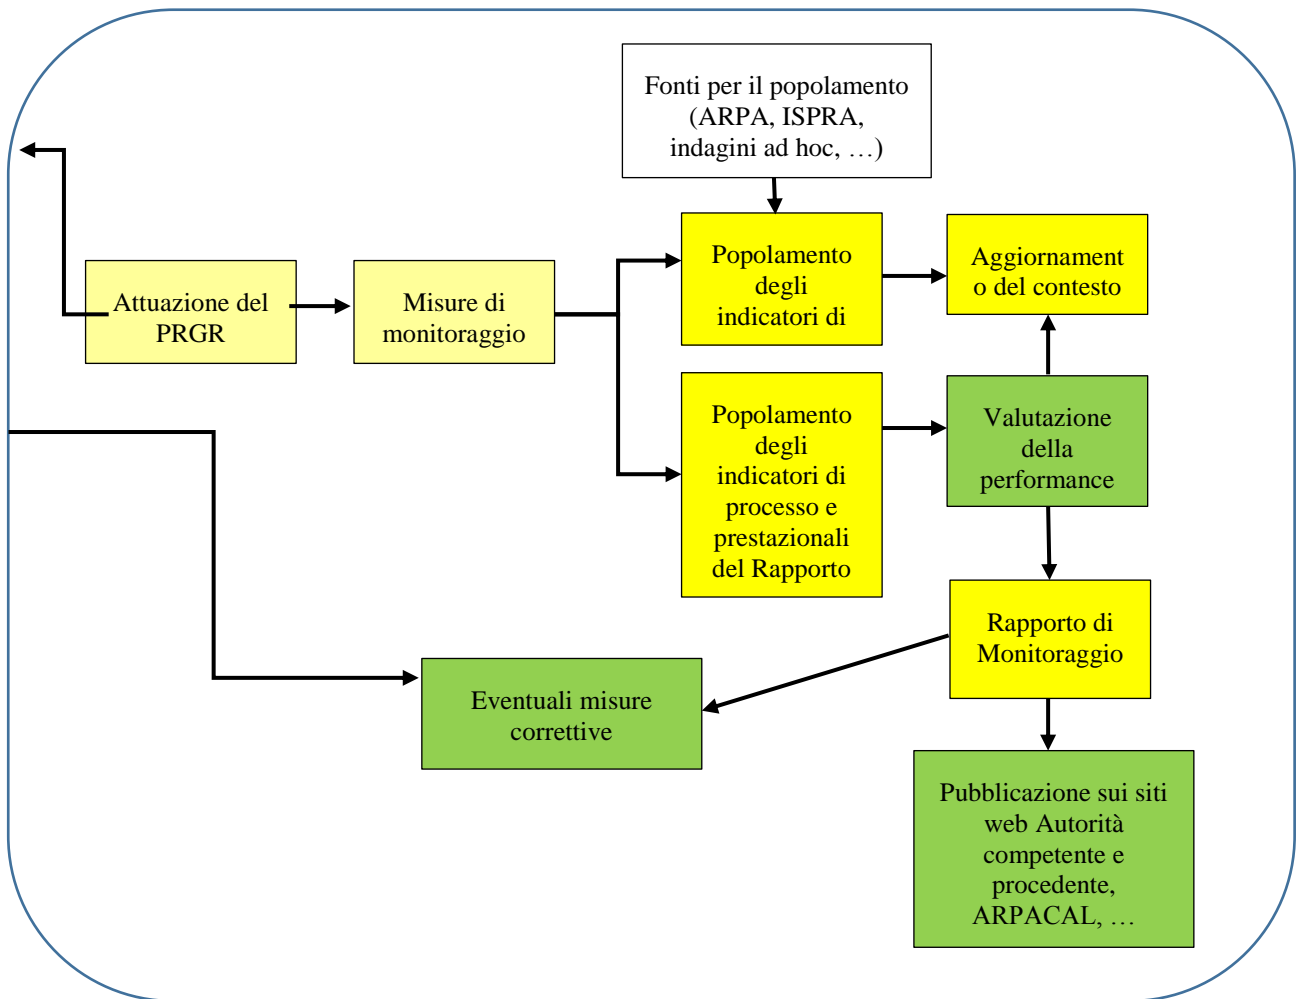 Fonti per il popolamento
(ARPA, ISPRA,
indagini ad hoc, …)
Popolamento
degli
indicatori di
Aggiornament
o del contesto
Attuazione del
PRGR
Misure di
monitoraggio
Popolamento
degli
indicatori di
processo e
prestazionali
del Rapporto
Valutazione
della
performance
Rapporto di
Monitoraggio
Eventuali misure
correttive
Pubblicazione sui siti
web Autorità
competente e
procedente,
ARPACAL, …